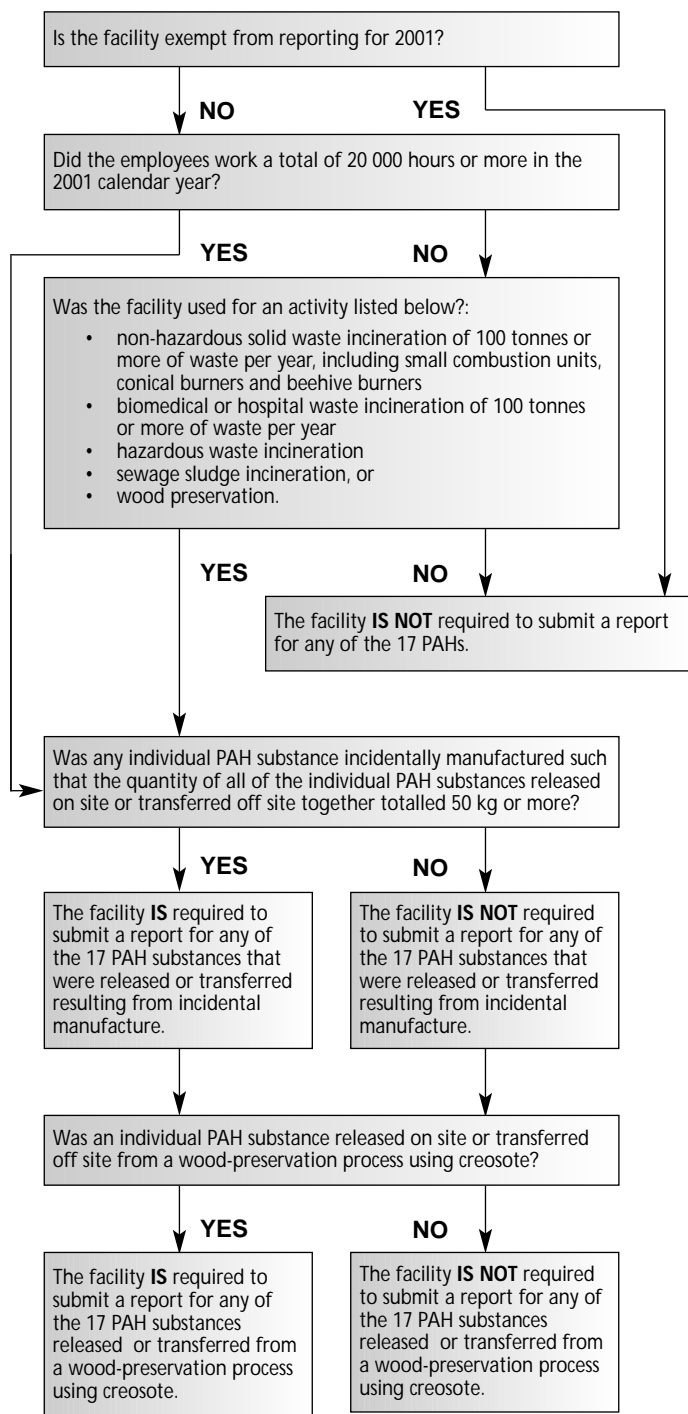 Is the facility exempt from reporting for 2001?
NO
YES
Did the employees work a total of 20 000 hours or more in the
2001 calendar year?
YES
NO
Was the facility used for an activity listed below?:
• non-hazardous solid waste incineration of 100 tonnes or
more of waste per year, including small combustion units,
conical burners and beehive burners
• biomedical or hospital waste incineration of 100 tonnes
or more of waste per year
• hazardous waste incineration
• sewage sludge incineration, or
• wood preservation.
YES
NO
The facility IS NOT required to submit a report
for any of the 17 PAHs.
Was any individual PAH substance incidentally manufactured such
that the quantity of all of the individual PAH substances released
on site or transferred off site together totalled 50 kg or more?
YES
NO
The facility IS required to
submit a report for any of
the 17 PAH substances that
were released or transferred
resulting from incidental
manufacture.
The facility IS NOT required
to submit a report for any of
the 17 PAH substances that
were released or transferred
resulting from incidental
manufacture.
Was an individual PAH substance released on site or transferred
off site from a wood-preservation process using creosote?
YES
NO
The facility IS required to
submit a report for any of
the 17 PAH substances
released or transferred from
a wood-preservation process
using creosote.
The facility IS NOT required
to submit a report for any of
the 17 PAH substances
released or transferred from
a wood-preservation process
using creosote.